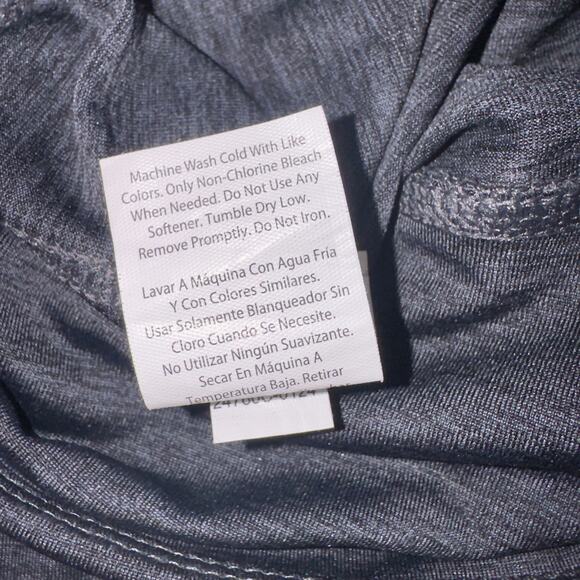 Machine Wash Cold With Like
Colors. Only Non-Chlorine Bleach
When Needed. Do Not Use Any
Softener. Tumble Dry Low.
Remove Promptly. Do Not Iron.
Lavar A Máquina Con Agua Fría
Y Con Colores Similares.
Usar Solamente Blanqueador Sin
Cloro Cuando Se Necesite.
No Utilizar Ningún Suavizante.
Secar En Máquina A
Temperatura Baja. Retirar